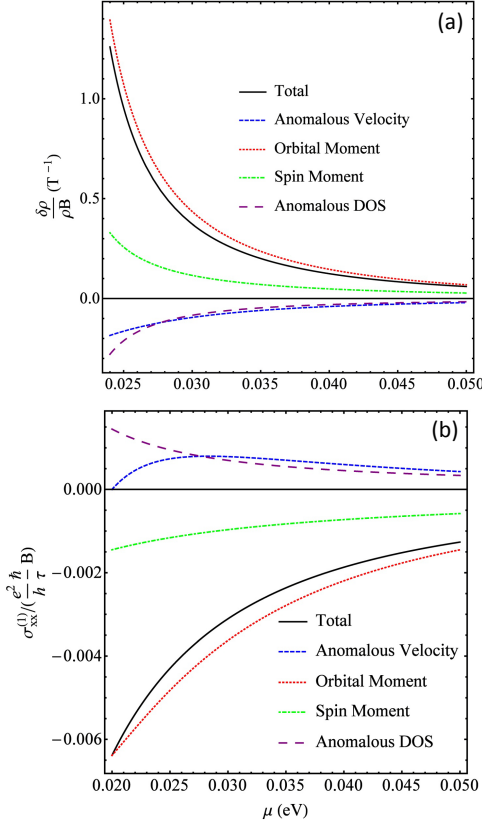 (a)
δρ/ρB (T⁻¹)
1.0
0.5
0.0
Total
Anomalous Velocity
Orbital Moment
Spin Moment
Anomalous DOS
0.025 0.030 0.035 0.040 0.045 0.050
(b)
σxx⁽¹⁾/(e²/h ħ/τ B)
0.000
−0.002
−0.004
−0.006
Total
Anomalous Velocity
Orbital Moment
Spin Moment
Anomalous DOS
0.020 0.025 0.030 0.035 0.040 0.045 0.050
μ (eV)